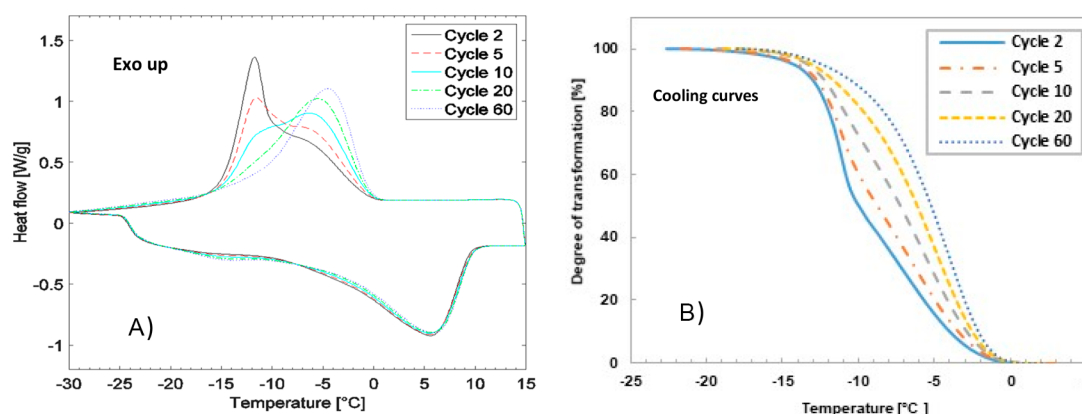 1.5
1
0.5
0
-0.5
-1
Heat flow [W/g]
Exo up
Cycle 2
Cycle 5
Cycle 10
Cycle 20
Cycle 60
A)
-30 -25 -20 -15 -10 -5 0 5 10 15
Temperature [°C]
100
80
60
40
20
0
Degree of transformation [%]
Cooling curves
Cycle 2
Cycle 5
Cycle 10
Cycle 20
Cycle 60
B)
-25 -20 -15 -10 -5 0
Temperature [°C ]